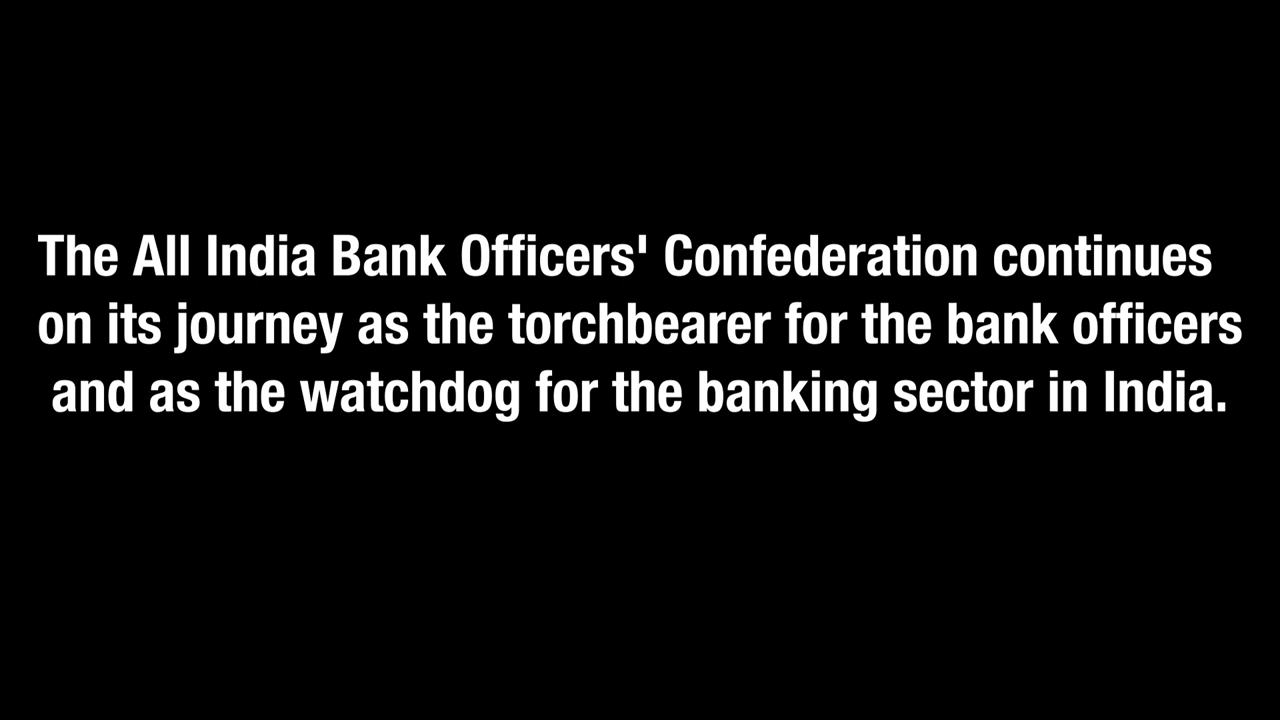 The All India Bank Officers' Confederation continues
on its journey as the torchbearer for the bank officers
and as the watchdog for the banking sector in India.